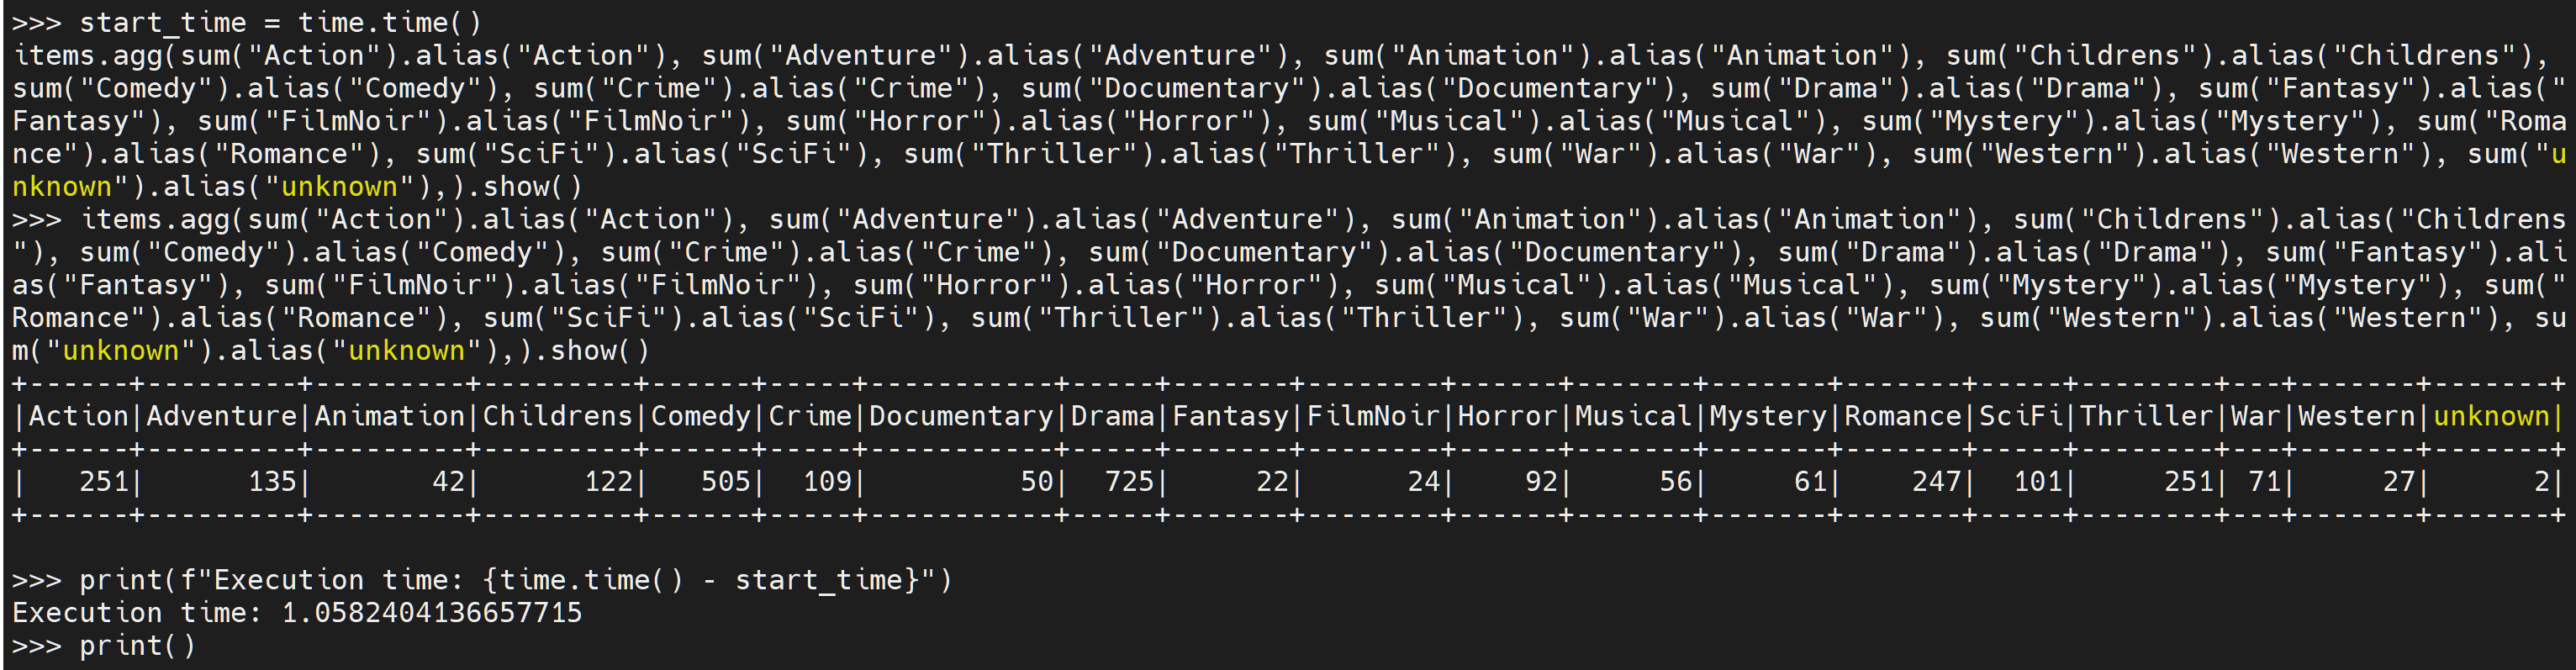 >>> start_time = time.time()
items.agg(sum("Action").alias("Action"), sum("Adventure").alias("Adventure"), sum("Animation").alias("Animation"), sum("Childrens").alias("Childrens"),
sum("Comedy").alias("Comedy"), sum("Crime").alias("Crime"), sum("Documentary").alias("Documentary"), sum("Drama").alias("Drama"), sum("Fantasy").alias("
Fantasy"), sum("FilmNoir").alias("FilmNoir"), sum("Horror").alias("Horror"), sum("Musical").alias("Musical"), sum("Mystery").alias("Mystery"), sum("Roma
nce").alias("Romance"), sum("SciFi").alias("SciFi"), sum("Thriller").alias("Thriller"), sum("War").alias("War"), sum("Western").alias("Western"), sum("u
nknown").alias("unknown"),).show()
>>> items.agg(sum("Action").alias("Action"), sum("Adventure").alias("Adventure"), sum("Animation").alias("Animation"), sum("Childrens").alias("Childrens
"), sum("Comedy").alias("Comedy"), sum("Crime").alias("Crime"), sum("Documentary").alias("Documentary"), sum("Drama").alias("Drama"), sum("Fantasy").ali
as("Fantasy"), sum("FilmNoir").alias("FilmNoir"), sum("Horror").alias("Horror"), sum("Musical").alias("Musical"), sum("Mystery").alias("Mystery"), sum("
Romance").alias("Romance"), sum("SciFi").alias("SciFi"), sum("Thriller").alias("Thriller"), sum("War").alias("War"), sum("Western").alias("Western"), su
m("unknown").alias("unknown"),).show()
+------+---------+---------+---------+------+-----+-----------+-----+-------+--------+------+-------+-------+-------+-----+--------+---+-------+-------+
|Action|Adventure|Animation|Childrens|Comedy|Crime|Documentary|Drama|Fantasy|FilmNoir|Horror|Musical|Mystery|Romance|SciFi|Thriller|War|Western|unknown|
+------+---------+---------+---------+------+-----+-----------+-----+-------+--------+------+-------+-------+-------+-----+--------+---+-------+-------+
|   251|      135|       42|      122|   505|  109|         50|  725|     22|      24|    92|     56|     61|    247|  101|     251| 71|     27|      2|
+------+---------+---------+---------+------+-----+-----------+-----+-------+--------+------+-------+-------+-------+-----+--------+---+-------+-------+
>>> print(f"Execution time: {time.time() - start_time}")
Execution time: 1.0582404136657715
>>> print()